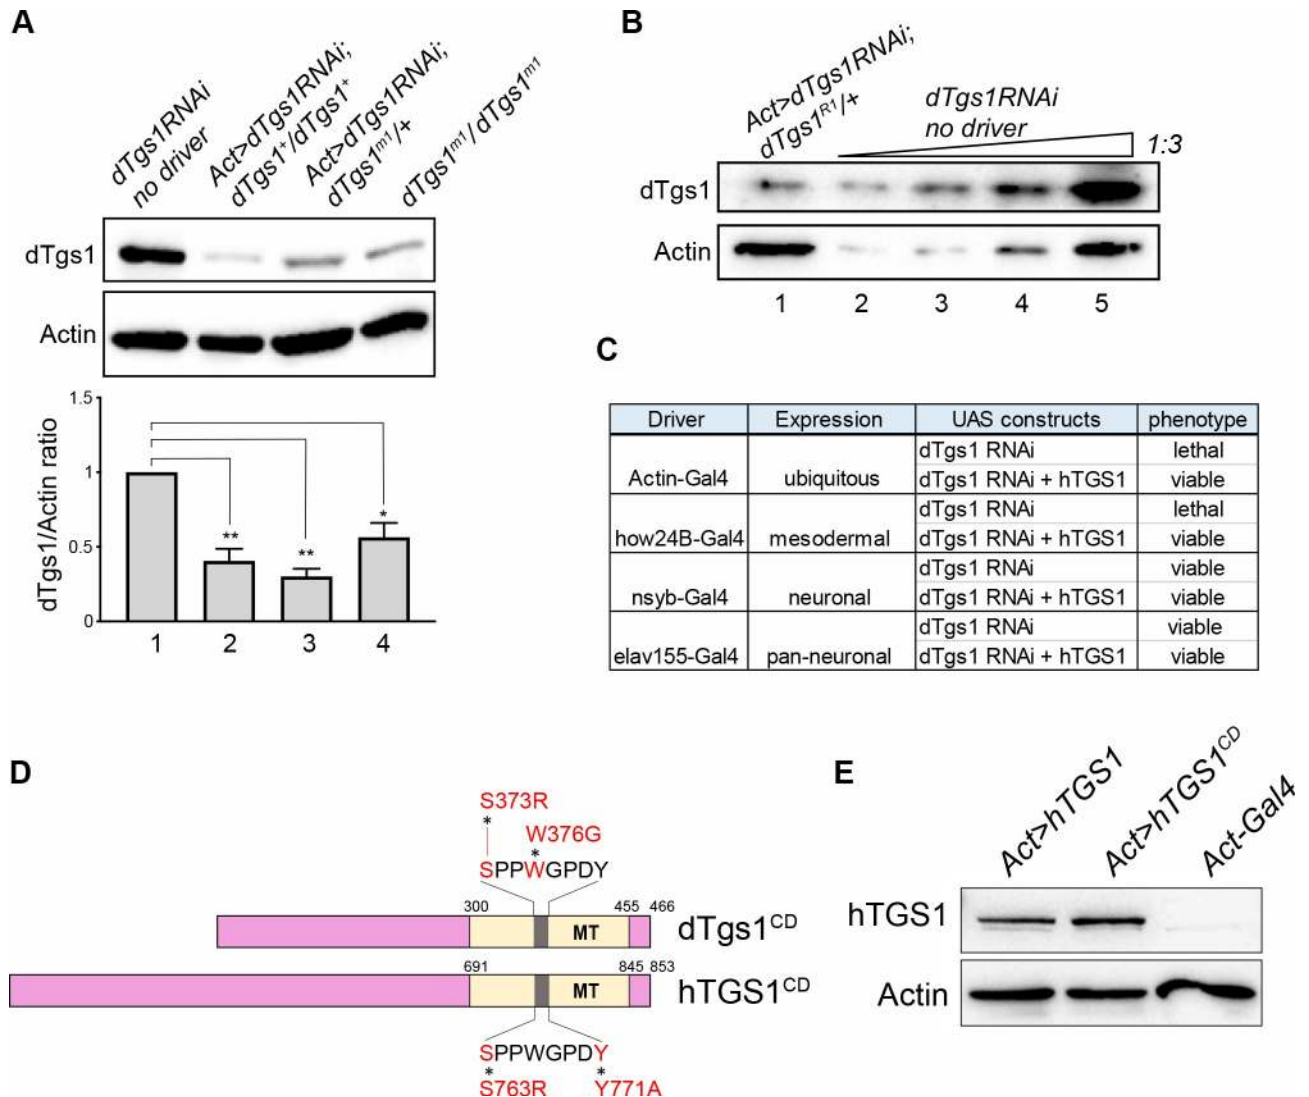 A
dTgs1RNAi
no driver
Act>dTgs1RNAi;
dTgs1+/dTgs1+
Act>dTgs1RNAi;
dTgs1m1/+
dTgs1m1/dTgs1m1
dTgs1
Actin
1.5
1
0.5
0
dTgs1/Actin ratio
**
**
*
1 2 3 4
B
Act>dTgs1RNAi;
dTgs1R1/+
dTgs1RNAi
no driver
1:3
dTgs1
Actin
1 2 3 4 5
C
Driver Expression UAS constructs phenotype
dTgs1 RNAi lethal
Actin-Gal4 ubiquitous dTgs1 RNAi + hTGS1 viable
dTgs1 RNAi lethal
how24B-Gal4 mesodermal dTgs1 RNAi + hTGS1 viable
dTgs1 RNAi viable
nsyb-Gal4 neuronal dTgs1 RNAi + hTGS1 viable
dTgs1 RNAi viable
elav155-Gal4 pan-neuronal dTgs1 RNAi + hTGS1 viable
D
S373R
*
W376G
*
SPPWGPDY
300 455 466
MT dTgs1CD
691 845 853
MT hTGS1CD
SPPWGPDY
* *
S763R Y771A
E
Act>hTGS1
Act>hTGS1CD
Act-Gal4
hTGS1
Actin